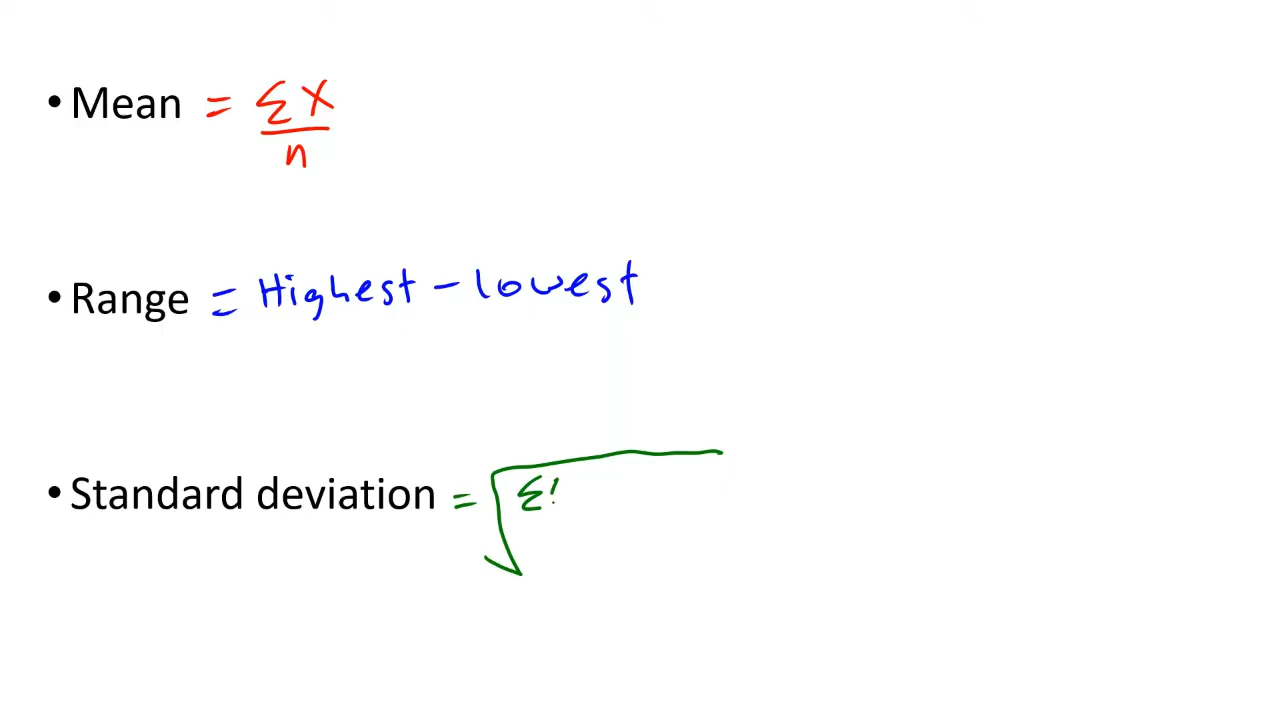 • Mean = ΣX
n
• Range = Highest - lowest
• Standard deviation = √Σ